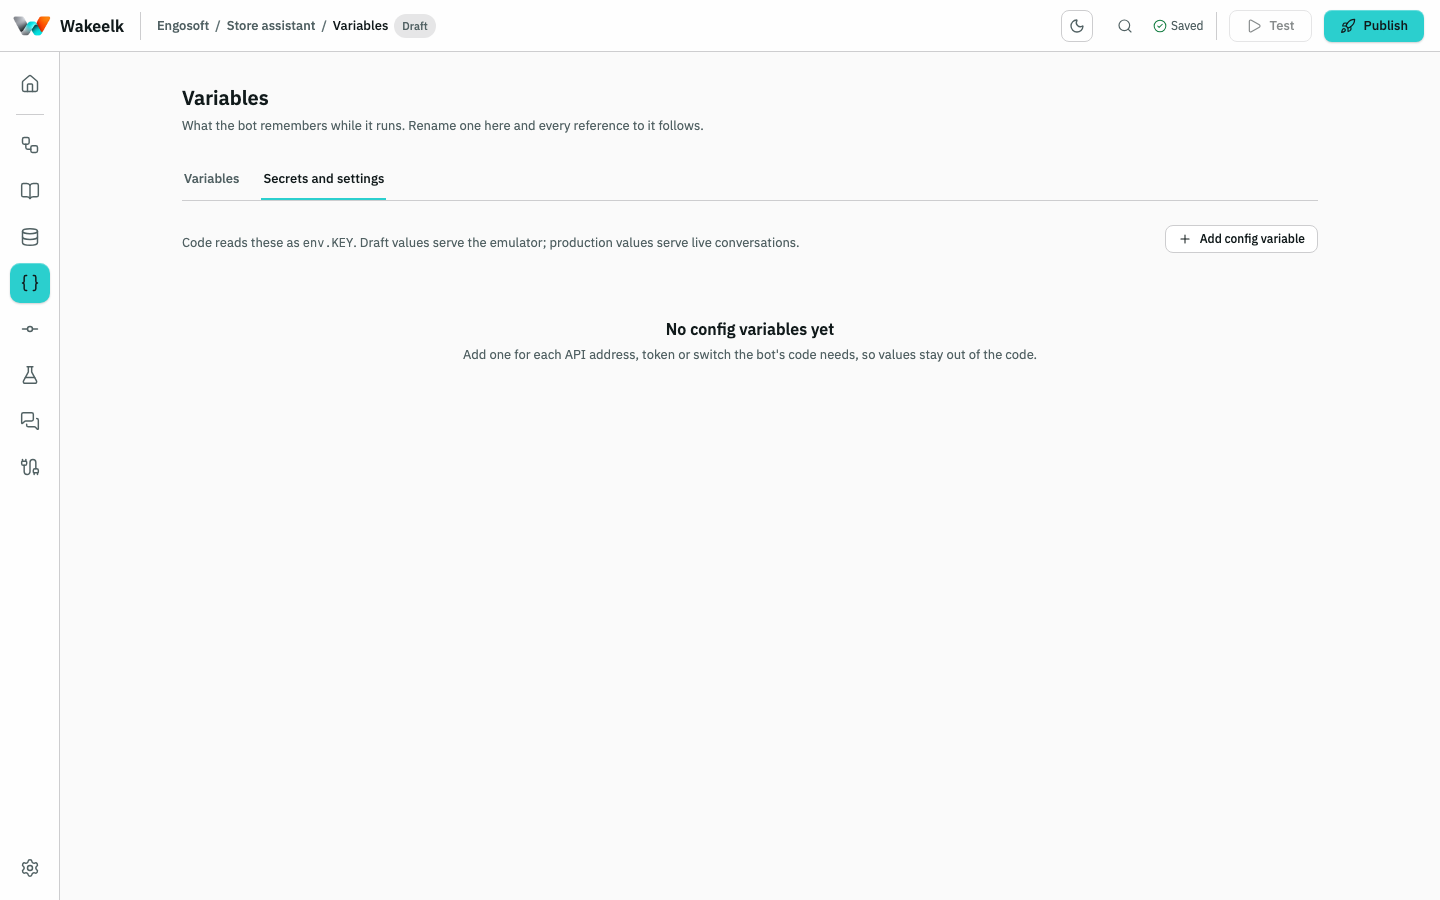 Wakeelk
Engosoft / Store assistant / Variables Draft
Saved
Test
Publish
Variables
What the bot remembers while it runs. Rename one here and every reference to it follows.
Variables
Secrets and settings
Code reads these as env.KEY. Draft values serve the emulator; production values serve live conversations.
Add config variable
No config variables yet
Add one for each API address, token or switch the bot's code needs, so values stay out of the code.